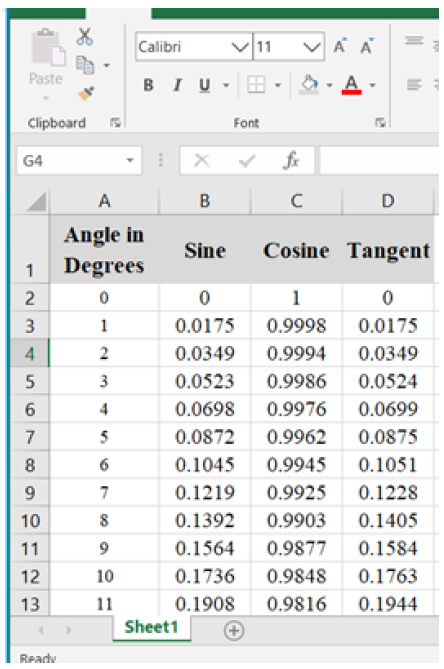 Calibri 11 A A
Paste B I U A
Clipboard Font
G4 fx
A B C D
1 Angle in Degrees Sine Cosine Tangent
2 0 0 1 0
3 1 0.0175 0.9998 0.0175
4 2 0.0349 0.9994 0.0349
5 3 0.0523 0.9986 0.0524
6 4 0.0698 0.9976 0.0699
7 5 0.0872 0.9962 0.0875
8 6 0.1045 0.9945 0.1051
9 7 0.1219 0.9925 0.1228
10 8 0.1392 0.9903 0.1405
11 9 0.1564 0.9877 0.1584
12 10 0.1736 0.9848 0.1763
13 11 0.1908 0.9816 0.1944
Sheet1
Ready